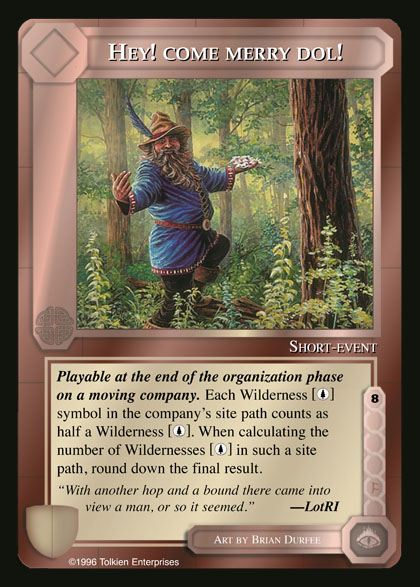 Hey! come merry dol!
Short-event
Playable at the end of the organization phase
on a moving company. Each Wilderness []
symbol in the company's site path counts as
half a Wilderness []. When calculating the
number of Wildernesses [] in such a site
path, round down the final result.
8
“With another hop and a bound there came into
view a man, or so it seemed.” —LotRI
Art by Brian Durfee
©1996 Tolkien Enterprises